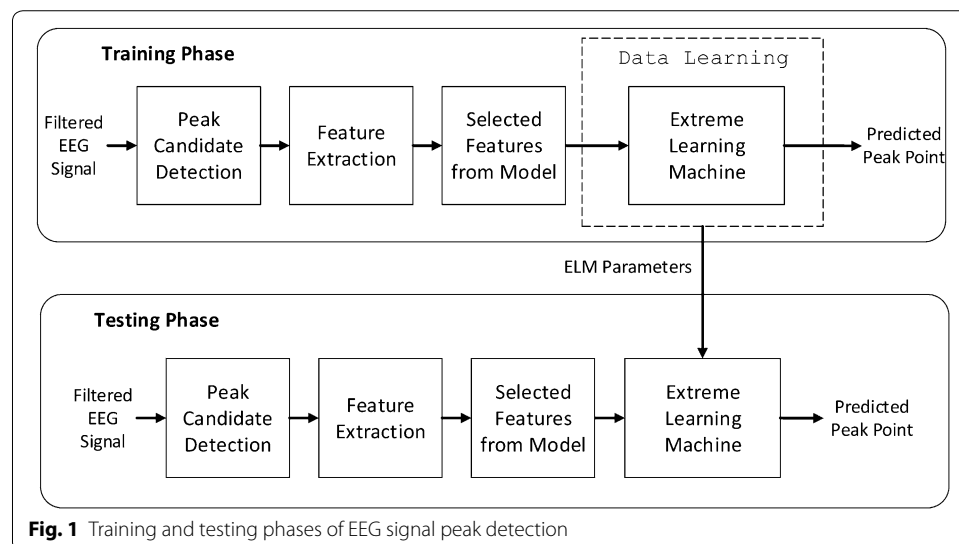 Training Phase
Data Learning
Filtered
EEG
Signal
Peak
Candidate
Detection
Feature
Extraction
Selected
Features
from Model
Extreme
Learning
Machine
Predicted
Peak Point
ELM Parameters
Testing Phase
Filtered
EEG
Signal
Peak
Candidate
Detection
Feature
Extraction
Selected
Features
from Model
Extreme
Learning
Machine
Predicted
Peak Point
Fig. 1 Training and testing phases of EEG signal peak detection